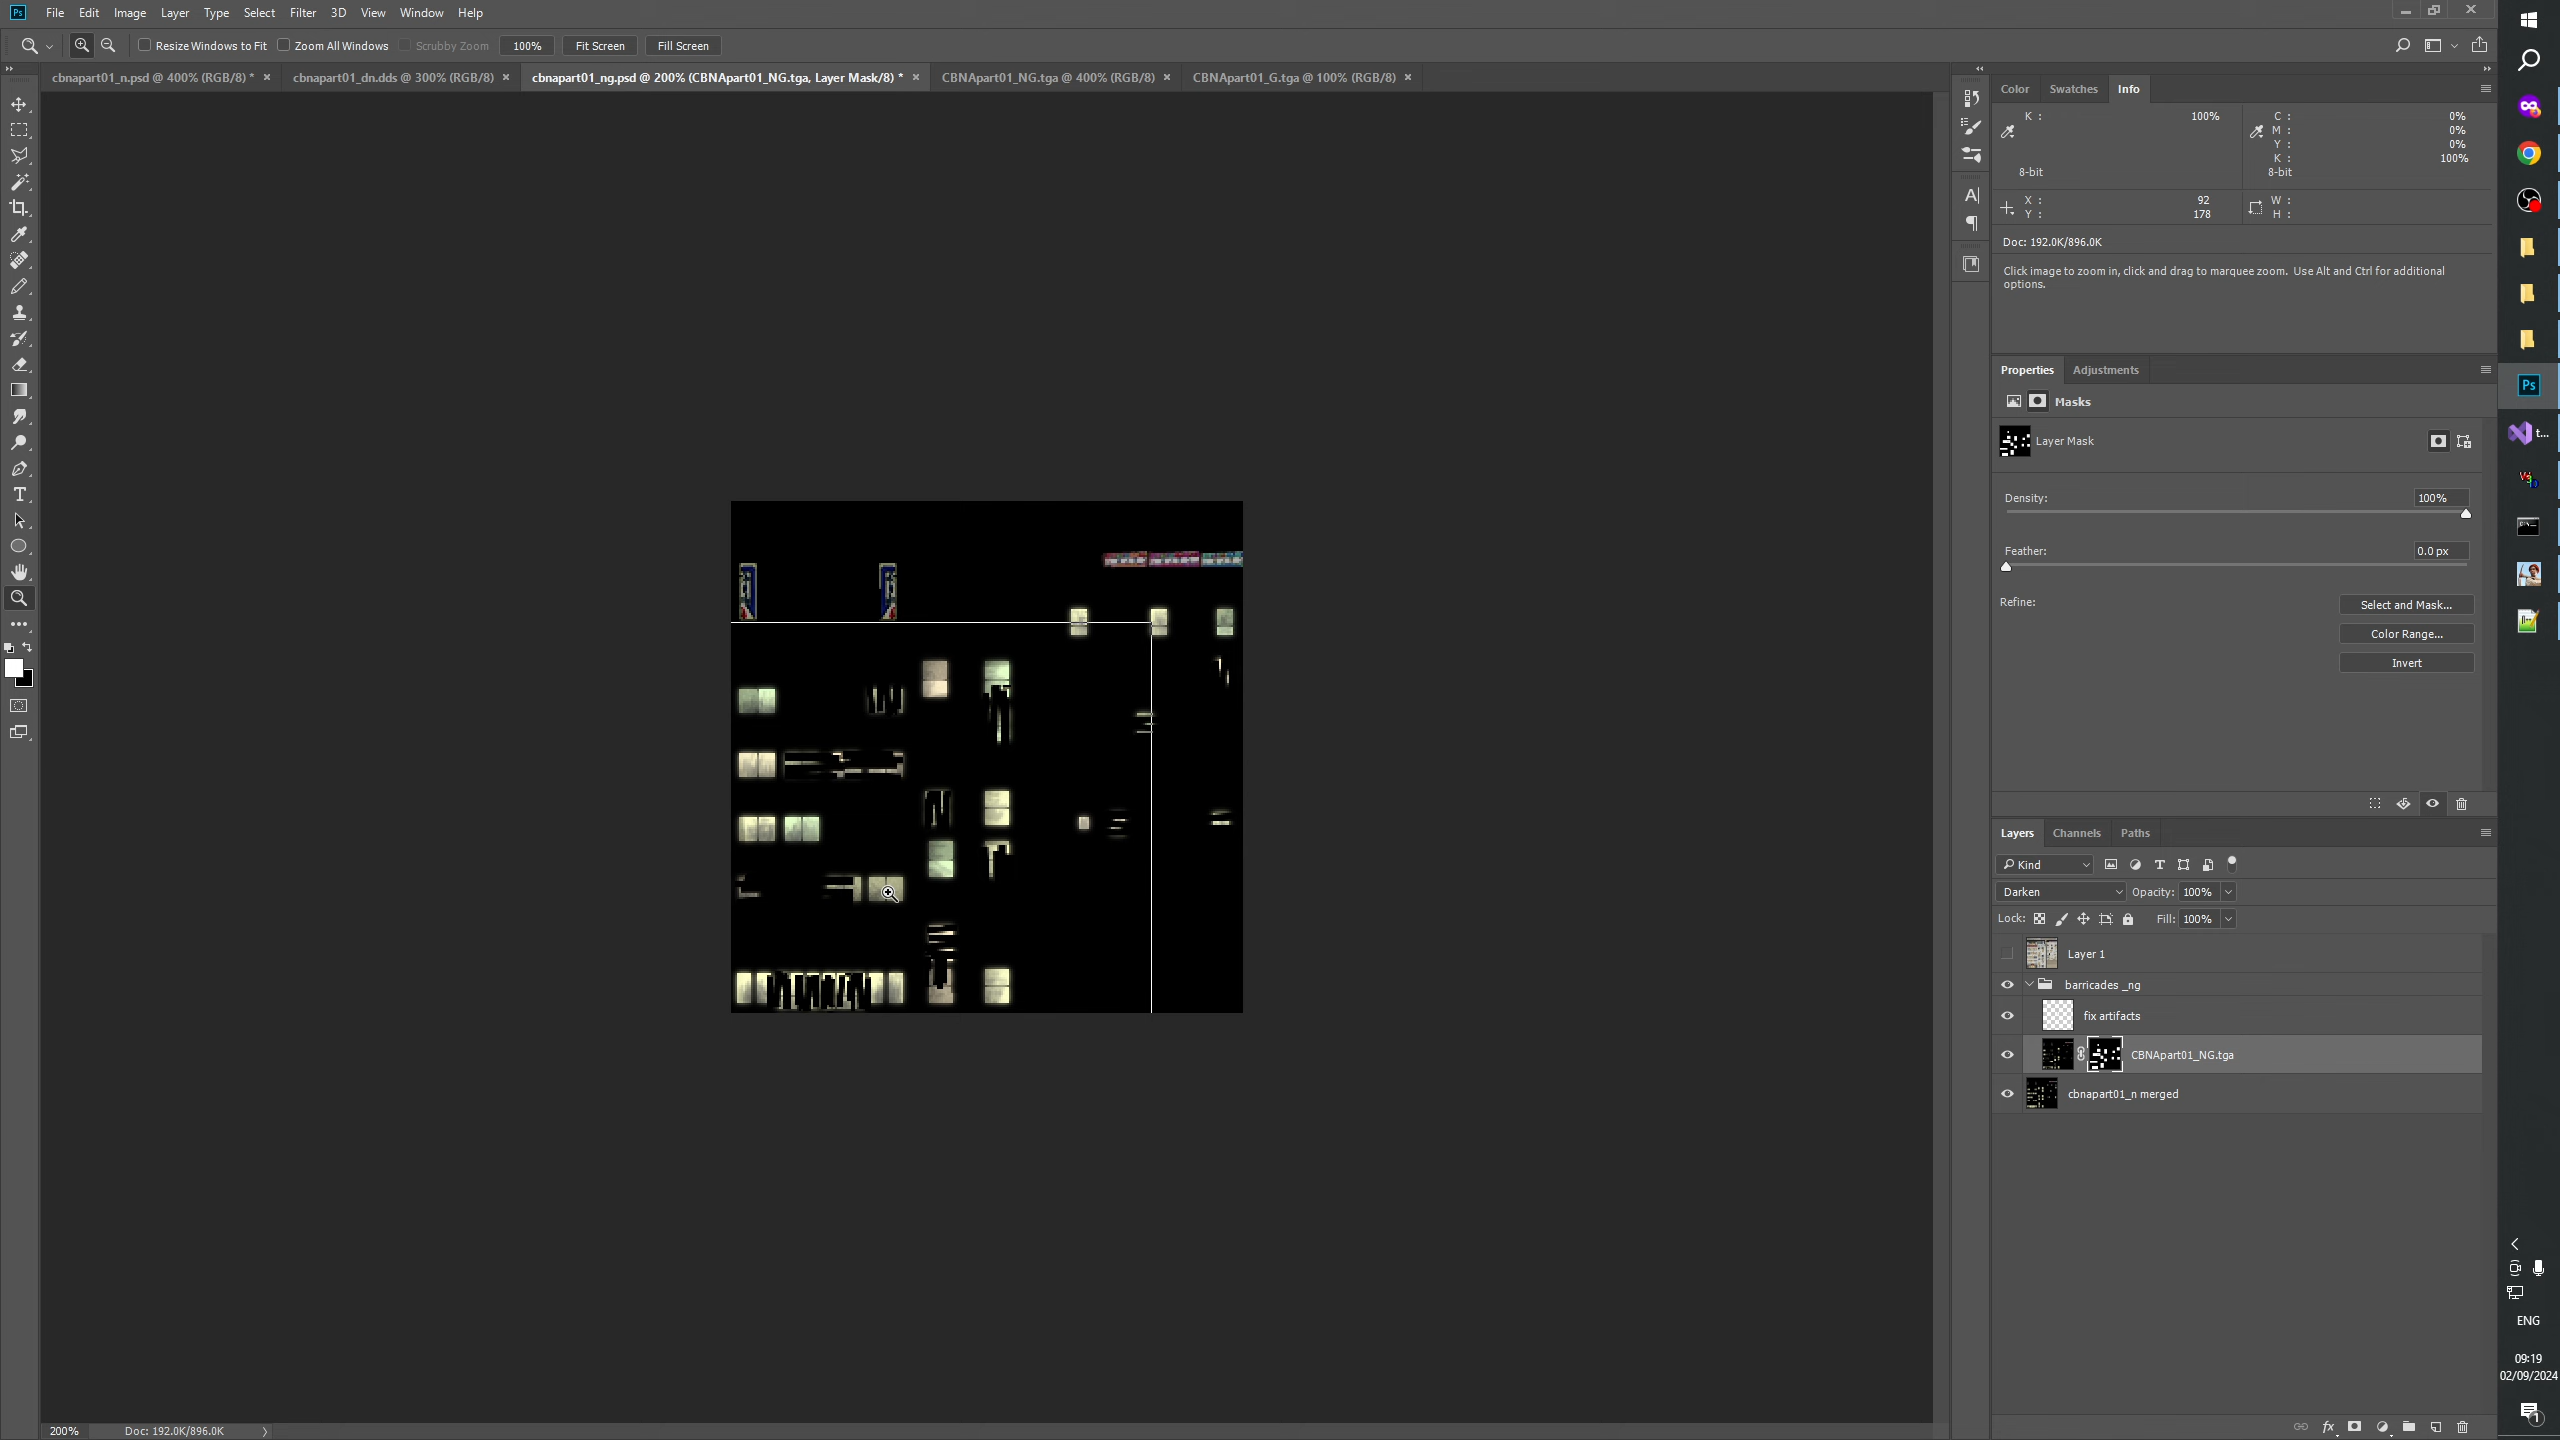 Ps File Edit Image Layer Type Select Filter 3D View Window Help
Resize Windows to Fit Zoom All Windows Scrubby Zoom 100% Fit Screen Fill Screen
cbnapart01_n.psd @ 400% (RGB/8) * × cbnapart01_dn.dds @ 300% (RGB/8) × cbnapart01_ng.psd @ 200% (CBNApart01_NG.tga, Layer Mask/8) * × CBNApart01_NG.tga @ 400% (RGB/8) × CBNApart01_G.tga @ 100% (RGB/8) ×
Color Swatches Info
K : 100% C : 0%
M : 0%
Y : 0%
K : 100%
8-bit 8-bit
X : 92 W :
Y : 178 H :
Doc: 192.0K/896.0K
Click image to zoom in, click and drag to marquee zoom. Use Alt and Ctrl for additional
options.
Properties Adjustments
Masks
Layer Mask
Density: 100%
Feather: 0.0 px
Refine: Select and Mask...
Color Range...
Invert
Layers Channels Paths
Kind
Darken Opacity: 100%
Lock: Fill: 100%
Layer 1
barricades _ng
fix artifacts
CBNApart01_NG.tga
cbnapart01_n merged
200% Doc: 192.0K/896.0K
Ps
t...
ENG
09:19
02/09/2024
1